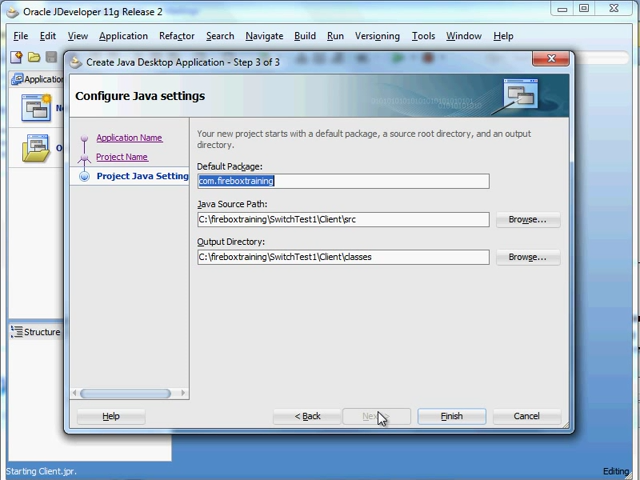 Oracle JDeveloper 11g Release 2
File Edit View Application Refactor Search Navigate Build Run Versioning Tools Window Help
Application
Create Java Desktop Application - Step 3 of 3
Configure Java settings
Application Name
Project Name
Project Java Setting
Your new project starts with a default package, a source root directory, and an output
directory.
Default Package:
com.fireboxtraining
Java Source Path:
C:\fireboxtraining\SwitchTest1\Client\src
Browse...
Output Directory:
C:\fireboxtraining\SwitchTest1\Client\classes
Browse...
Structure
Help
< Back
Finish
Cancel
Starting Client.jpr.
Editing